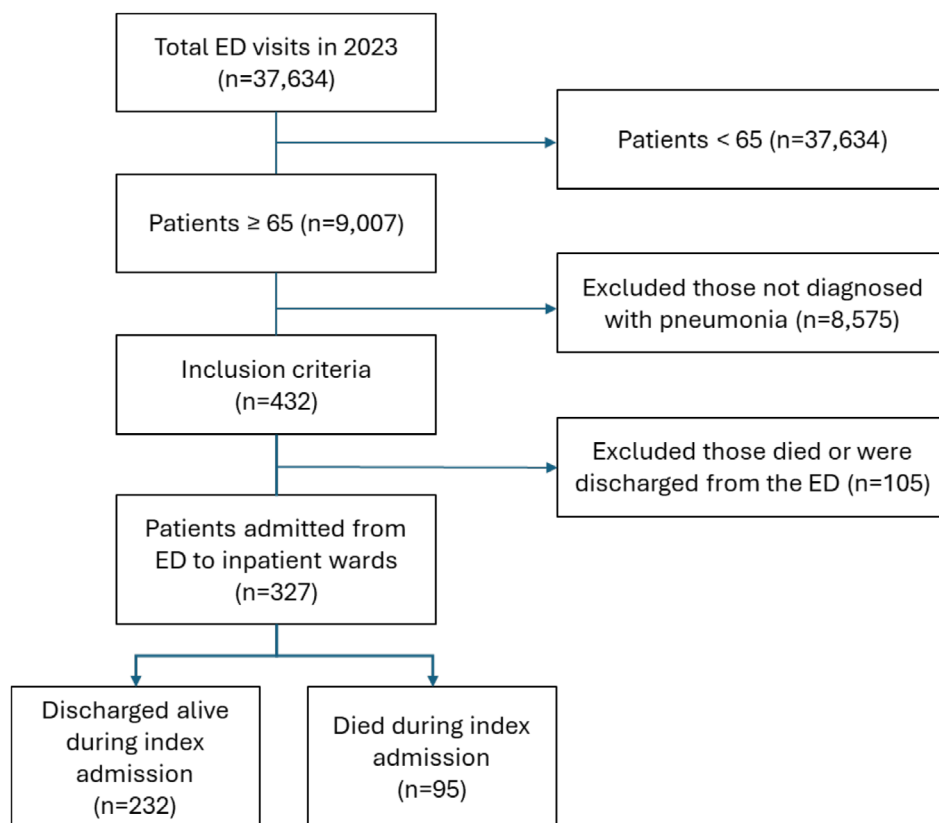 Total ED visits in 2023
(n=37,634)
Patients < 65 (n=37,634)
Patients ≥ 65 (n=9,007)
Excluded those not diagnosed
with pneumonia (n=8,575)
Inclusion criteria
(n=432)
Excluded those died or were
discharged from the ED (n=105)
Patients admitted from
ED to inpatient wards
(n=327)
Discharged alive
during index
admission
(n=232)
Died during index
admission
(n=95)